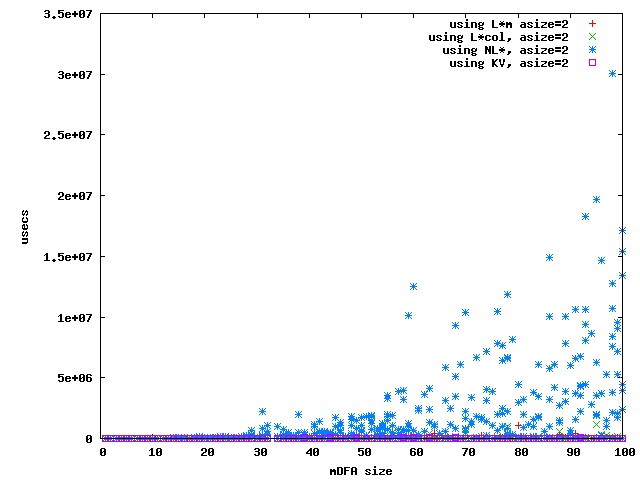 3.5e+07
using L*m asize=2
using L*col, asize=2
using NL*, asize=2
using KV, asize=2
3e+07
2.5e+07
2e+07
1.5e+07
1e+07
5e+06
0
usecs
0 10 20 30 40 50 60 70 80 90 100
mDFA size